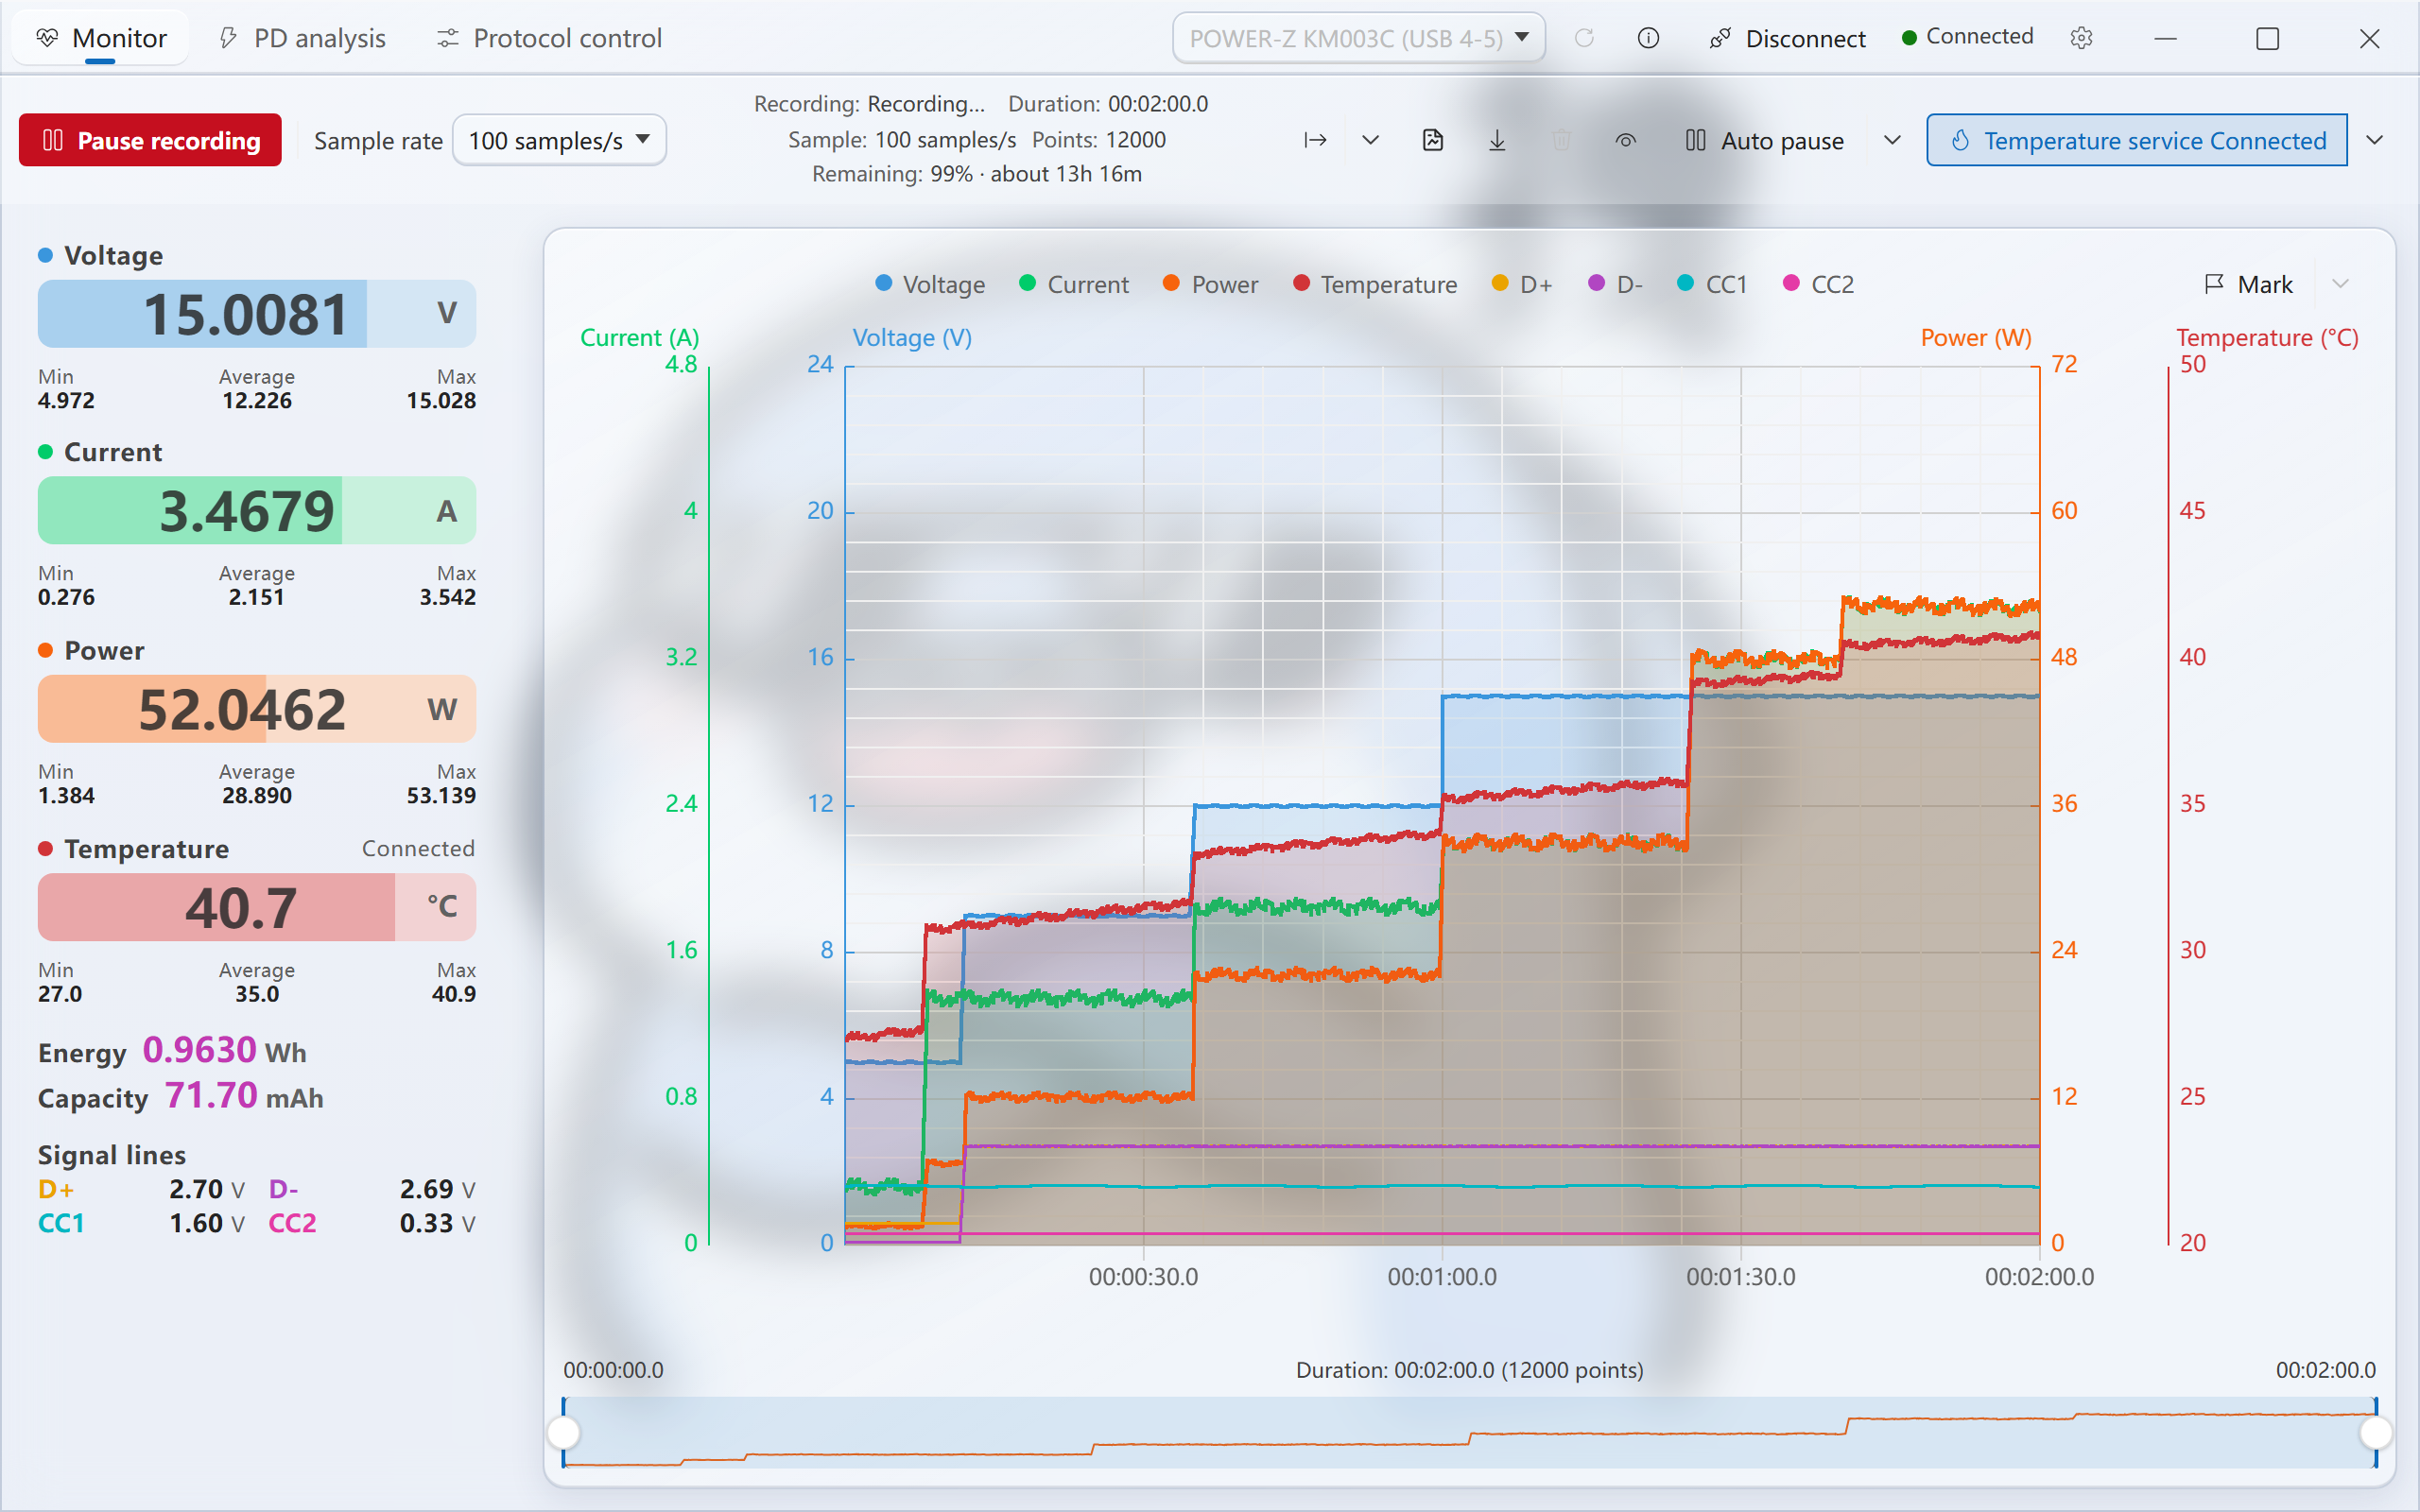 Monitor PD analysis Protocol control POWER-Z KM003C (USB 4-5) Disconnect Connected
Pause recording Sample rate 100 samples/s
Recording: Recording... Duration: 00:02:00.0
Sample: 100 samples/s Points: 12000
Remaining: 99% · about 13h 16m
Auto pause Temperature service Connected
Voltage
15.0081 V
Min Average Max
4.972 12.226 15.028
Current
3.4679 A
Min Average Max
0.276 2.151 3.542
Power
52.0462 W
Min Average Max
1.384 28.890 53.139
Temperature Connected
40.7 °C
Min Average Max
27.0 35.0 40.9
Energy 0.9630 Wh
Capacity 71.70 mAh
Signal lines
D+ 2.70 V D- 2.69 V
CC1 1.60 V CC2 0.33 V
Voltage Current Power Temperature D+ D- CC1 CC2 Mark
Current (A) Voltage (V) Power (W) Temperature (°C)
4.8 24 72 50
4 20 60 45
3.2 16 48 40
2.4 12 36 35
1.6 8 24 30
0.8 4 12 25
0 0 0 20
00:00:30.0 00:01:00.0 00:01:30.0 00:02:00.0
00:00:00.0 Duration: 00:02:00.0 (12000 points) 00:02:00.0